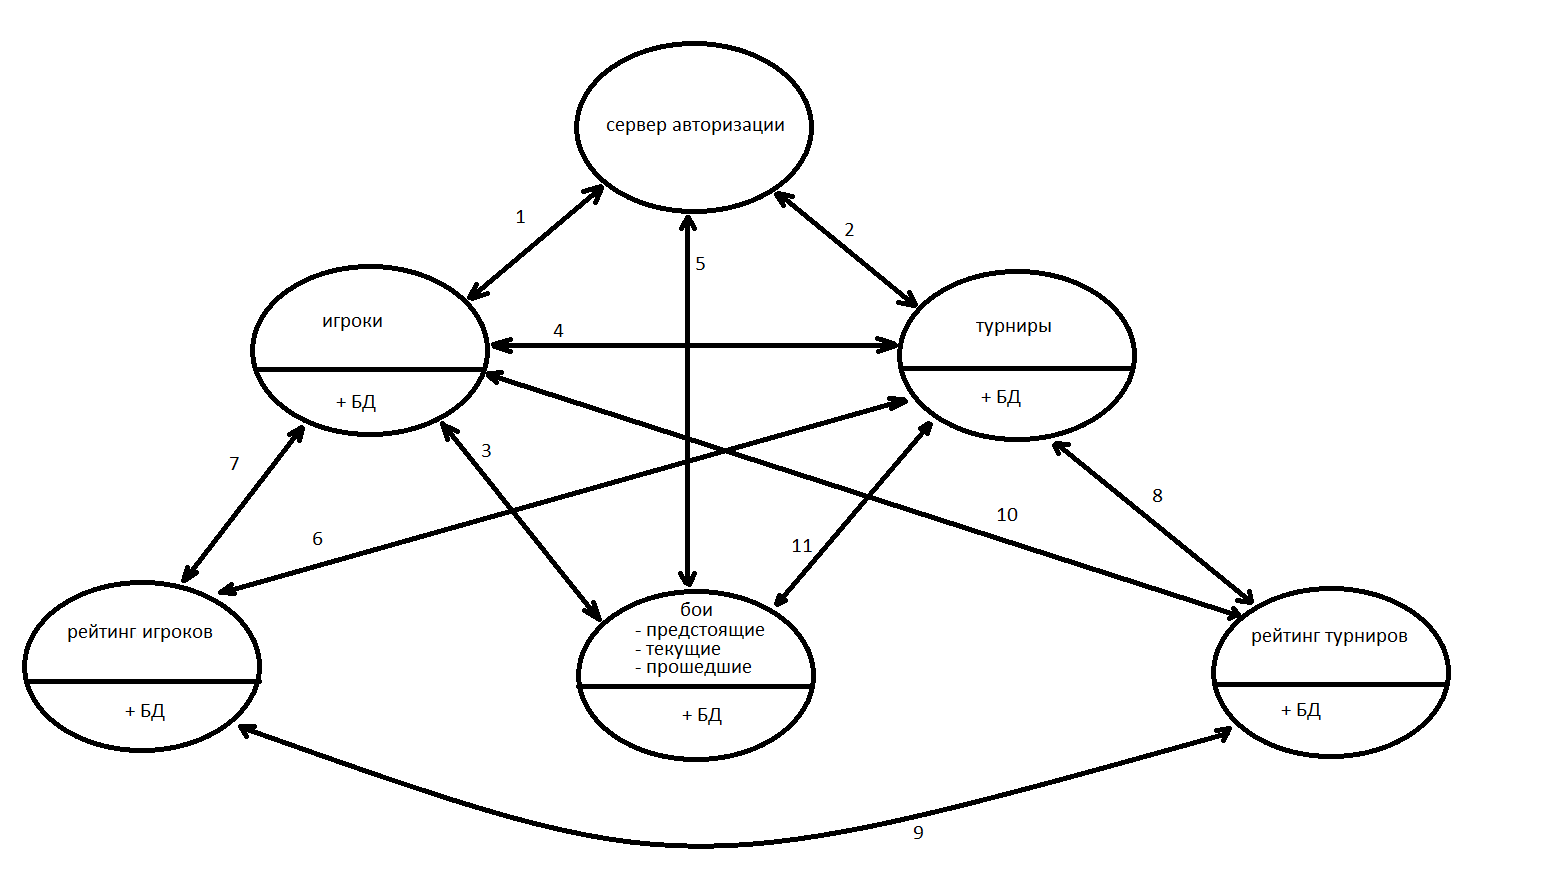 сервер авторизации
1
2
5
игроки
+ БД
4
турниры
+ БД
7
3
6
11
10
8
рейтинг игроков
+ БД
бои
- предстоящие
- текущие
- прошедшие
+ БД
рейтинг турниров
+ БД
9